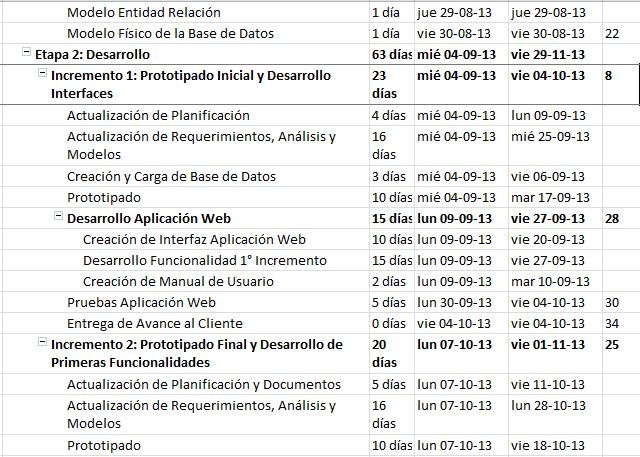 Modelo Entidad Relación 1 día jue 29-08-13 jue 29-08-13
Modelo Físico de la Base de Datos 1 día vie 30-08-13 vie 30-08-13 22
Etapa 2: Desarrollo 63 días mié 04-09-13 vie 29-11-13
Incremento 1: Prototipado Inicial y Desarrollo 23 mié 04-09-13 vie 04-10-13 8
Interfaces días
Actualización de Planificación 4 días mié 04-09-13 lun 09-09-13
Actualización de Requerimientos, Análisis y 16 mié 04-09-13 mié 25-09-13
Modelos días
Creación y Carga de Base de Datos 3 días mié 04-09-13 vie 06-09-13
Prototipado 10 días mié 04-09-13 mar 17-09-13
Desarrollo Aplicación Web 15 días lun 09-09-13 vie 27-09-13 28
Creación de Interfaz Aplicación Web 10 días lun 09-09-13 vie 20-09-13
Desarrollo Funcionalidad 1° Incremento 15 días lun 09-09-13 vie 27-09-13
Creación de Manual de Usuario 2 días lun 09-09-13 mar 10-09-13
Pruebas Aplicación Web 5 días lun 30-09-13 vie 04-10-13 30
Entrega de Avance al Cliente 0 días vie 04-10-13 vie 04-10-13 34
Incremento 2: Prototipado Final y Desarrollo de 20 lun 07-10-13 vie 01-11-13 25
Primeras Funcionalidades días
Actualización de Planificación y Documentos 5 días lun 07-10-13 vie 11-10-13
Actualización de Requerimientos, Análisis y 16 lun 07-10-13 lun 28-10-13
Modelos días
Prototipado 10 días lun 07-10-13 vie 18-10-13